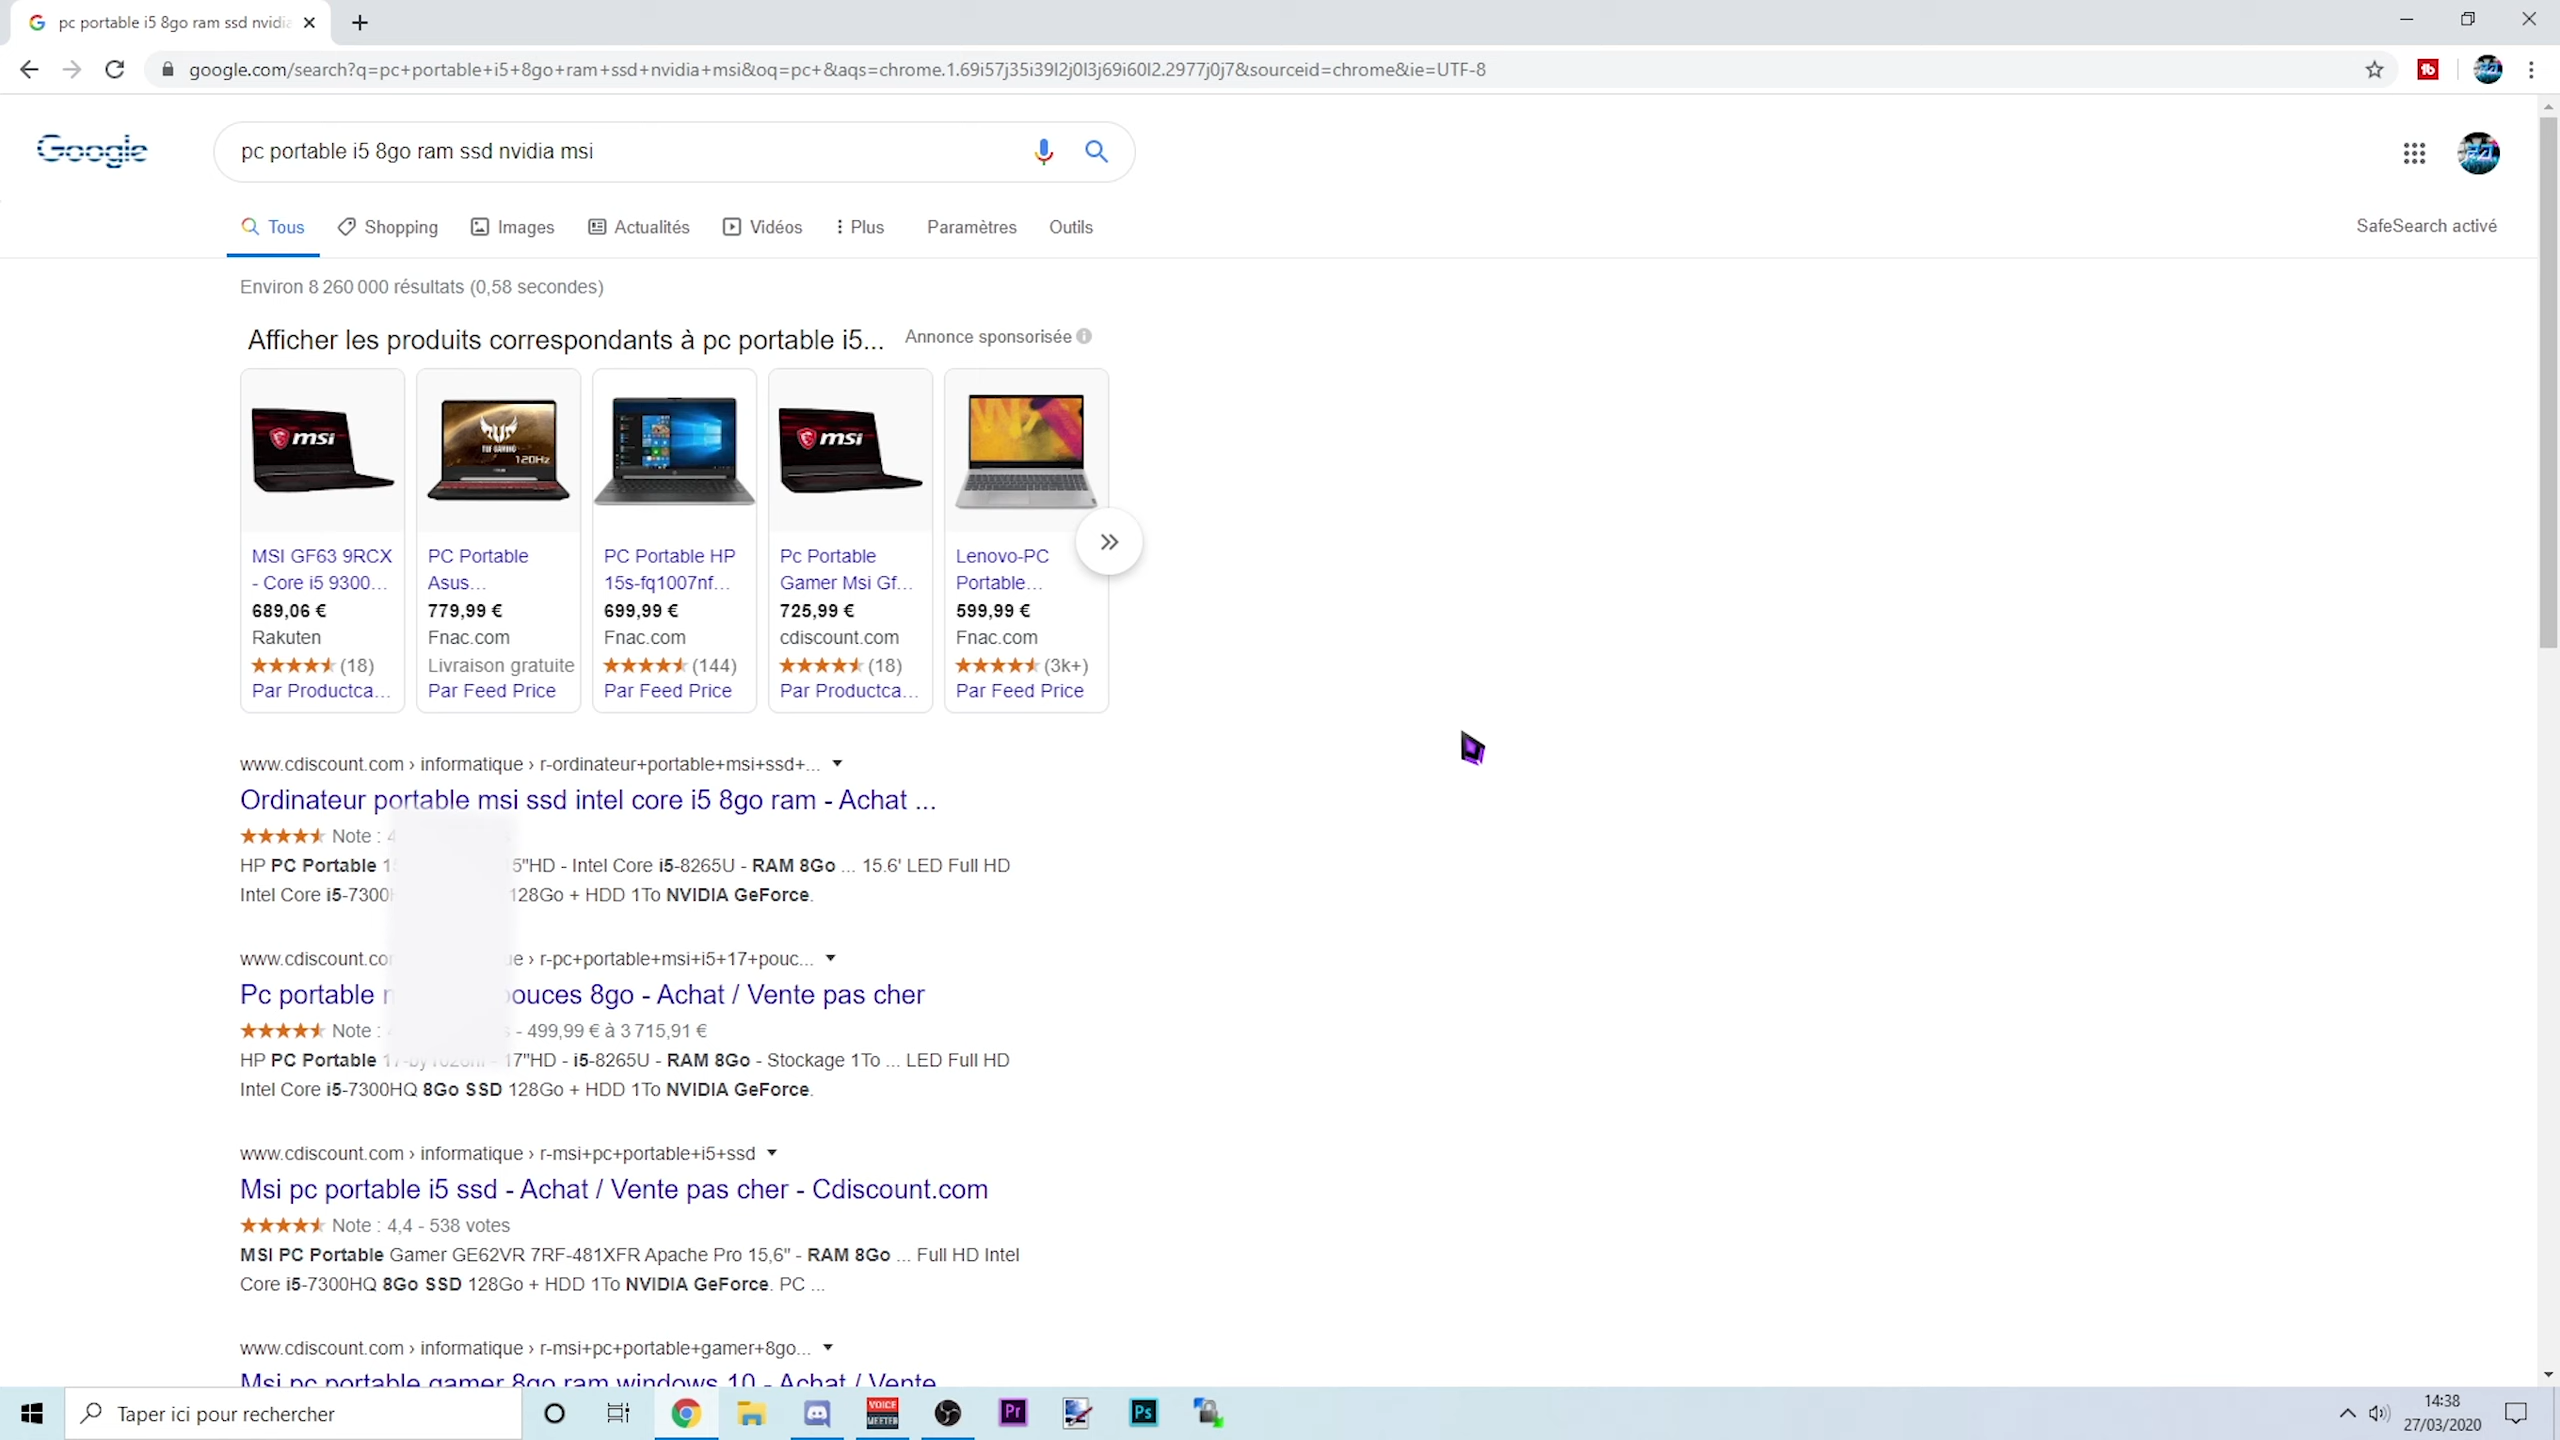 pc portable i5 8go ram ssd nvidia
google.com/search?q=pc+portable+i5+8go+ram+ssd+nvidia+msi&oq=pc+&aqs=chrome.1.69i57j35i39l2j0l3j69i60l2.2977j0j7&sourceid=chrome&ie=UTF-8
Google
pc portable i5 8go ram ssd nvidia msi
Tous Shopping Images Actualités Vidéos Plus Paramètres Outils
SafeSearch activé
Environ 8 260 000 résultats (0,58 secondes)
Afficher les produits correspondants à pc portable i5...
Annonce sponsorisée
msi
TUF GAMING
120Hz
msi
MSI GF63 9RCX
- Core i5 9300...
689,06 €
Rakuten
(18)
Par Productca...
PC Portable
Asus...
779,99 €
Fnac.com
Livraison gratuite
Par Feed Price
PC Portable HP
15s-fq1007nf...
699,99 €
Fnac.com
(144)
Par Feed Price
Pc Portable
Gamer Msi Gf...
725,99 €
cdiscount.com
(18)
Par Productca...
Lenovo-PC
Portable...
599,99 €
Fnac.com
(3k+)
Par Feed Price
www.cdiscount.com › informatique › r-ordinateur+portable+msi+ssd+...
Ordinateur portable msi ssd intel core i5 8go ram - Achat ...
Note :
HP PC Portable 5"HD - Intel Core i5-8265U - RAM 8Go ... 15.6' LED Full HD
Intel Core i5-7300 128Go + HDD 1To NVIDIA GeForce.
www.cdiscount.co › r-pc+portable+msi+i5+17+pouc...
Pc portable pouces 8go - Achat / Vente pas cher
Note : - 499,99 € à 3 715,91 €
HP PC Portable 17"HD - i5-8265U - RAM 8Go - Stockage 1To ... LED Full HD
Intel Core i5-7300HQ 8Go SSD 128Go + HDD 1To NVIDIA GeForce.
www.cdiscount.com › informatique › r-msi+pc+portable+i5+ssd
Msi pc portable i5 ssd - Achat / Vente pas cher - Cdiscount.com
Note : 4,4 - 538 votes
MSI PC Portable Gamer GE62VR 7RF-481XFR Apache Pro 15,6" - RAM 8Go ... Full HD Intel
Core i5-7300HQ 8Go SSD 128Go + HDD 1To NVIDIA GeForce. PC ...
www.cdiscount.com › informatique › r-msi+pc+portable+gamer+8go...
Msi pc portable gamer 8go ram windows 10 - Achat / Vente
Taper ici pour rechercher
VOICE
MEETER
Pr
Ps
14:38
27/03/2020